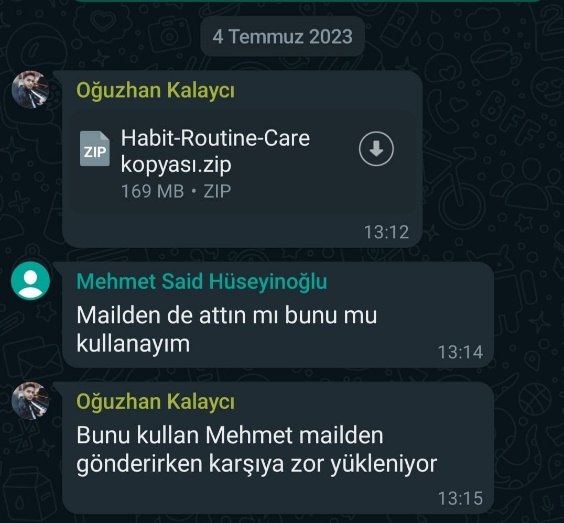 4 Temmuz 2023
Oğuzhan Kalaycı
ZIP
Habit-Routine-Care
kopyası.zip
169 MB • ZIP
13:12
Mehmet Said Hüseyinoğlu
Mailden de attın mı bunu mu
kullanayım
13:14
Oğuzhan Kalaycı
Bunu kullan Mehmet mailden
gönderirken karşıya zor yükleniyor
13:15